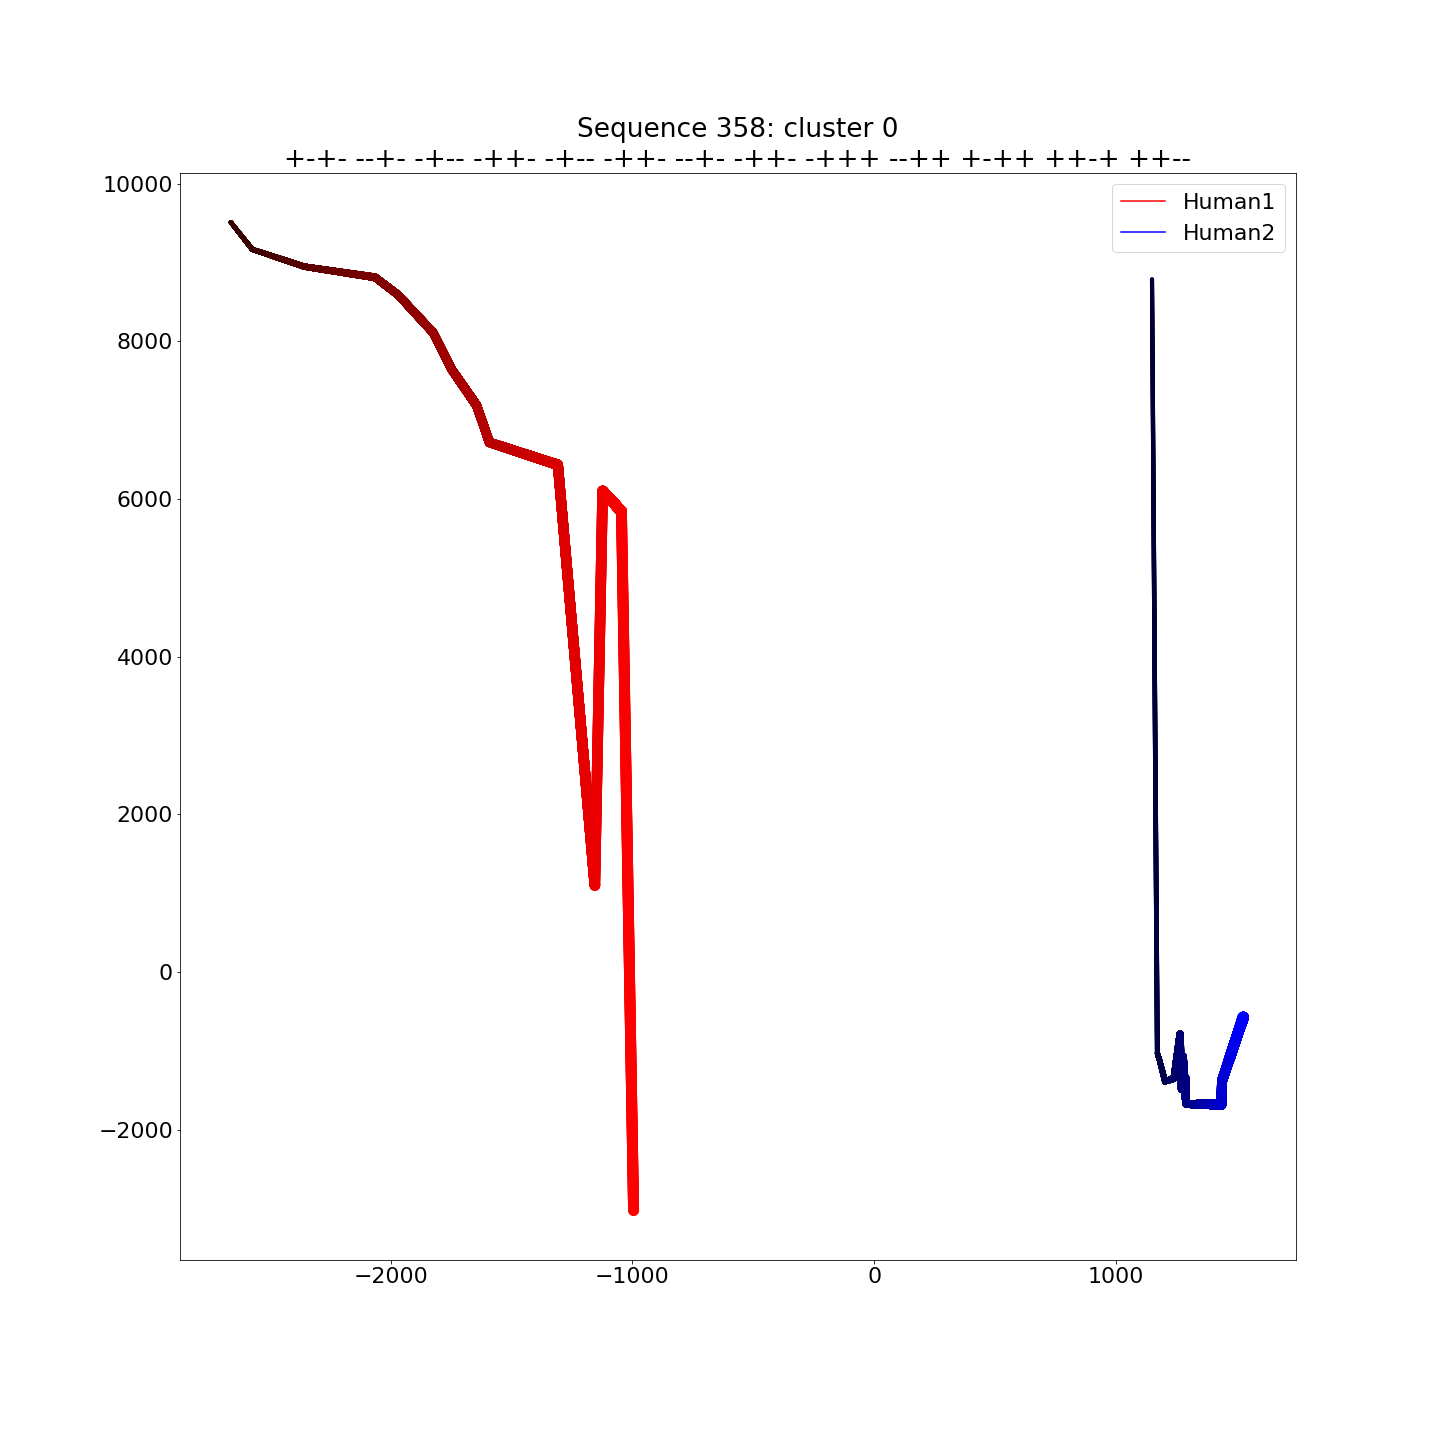 Sequence 358: cluster 0
+-+- --+- -+-- -++- -+-- -++- --+- -++- -+++ --++ +-++ ++-+ ++--
10000
Human1
Human2
8000
6000
4000
2000
0
−2000
−2000 −1000 0 1000